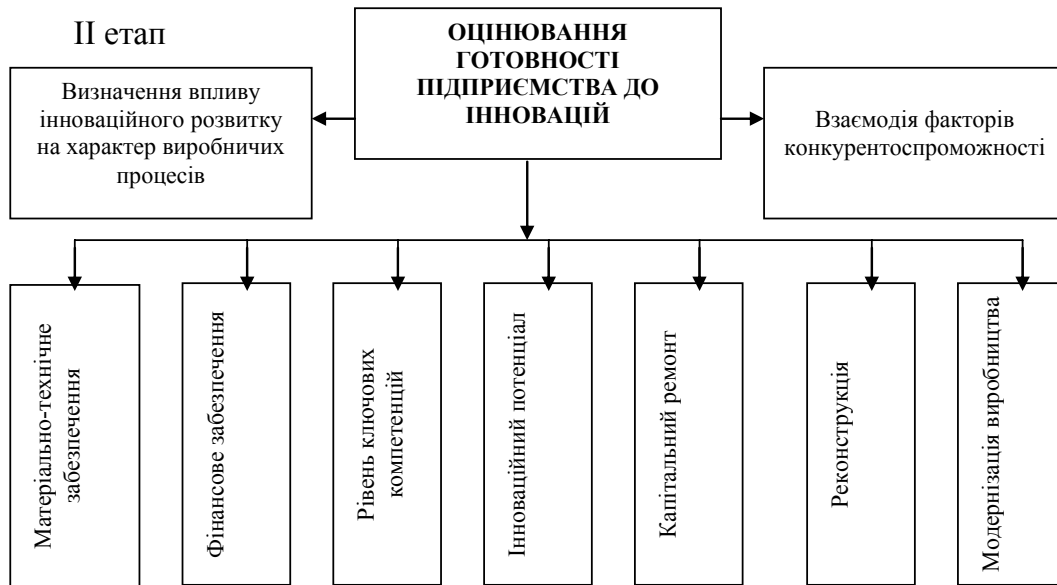 ІІ етап
ОЦІНЮВАННЯ
ГОТОВНОСТІ
ПІДПРИЄМСТВА ДО
ІННОВАЦІЙ
Визначення впливу
інноваційного розвитку
на характер виробничих
процесів
Взаємодія факторів
конкурентоспроможності
Матеріально-технічне
забезпечення
Фінансове забезпечення
Рівень ключових
компетенцій
Інноваційний потенціал
Капітальний ремонт
Реконструкція
Модернізація виробництва